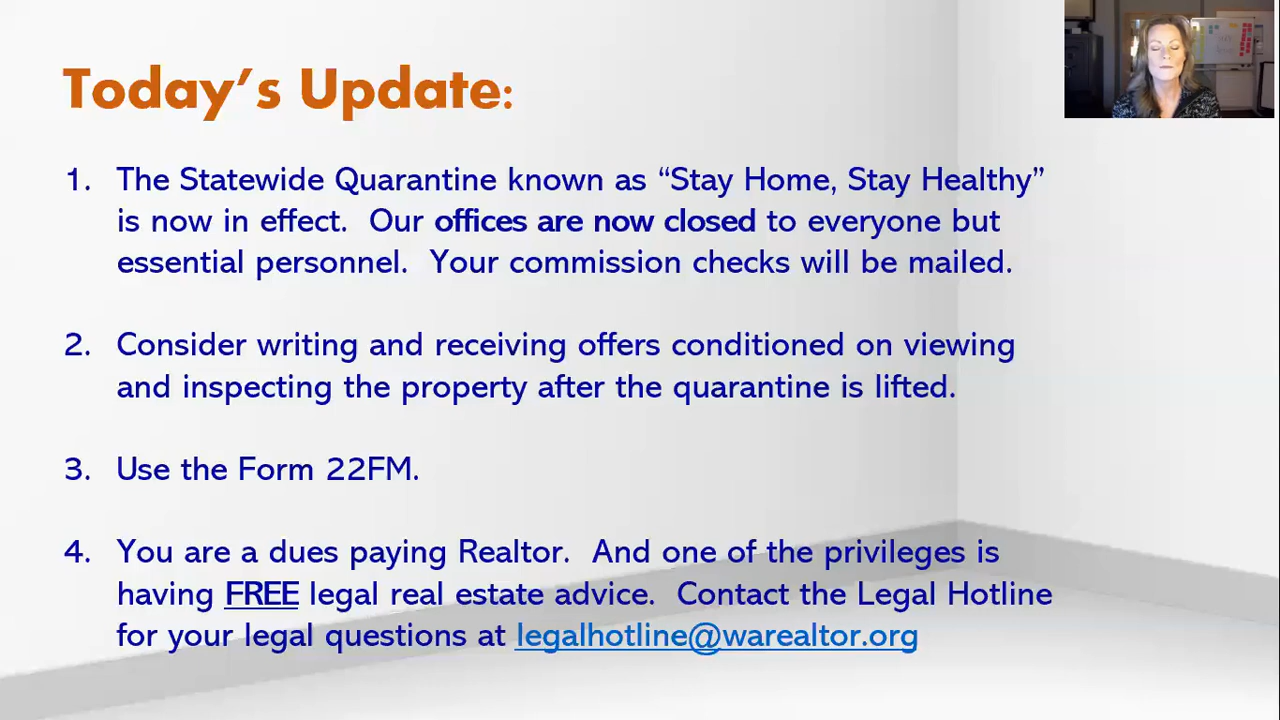 Today's Update:
1. The Statewide Quarantine known as “Stay Home, Stay Healthy”
is now in effect.  Our offices are now closed to everyone but
essential personnel.  Your commission checks will be mailed.
2. Consider writing and receiving offers conditioned on viewing
and inspecting the property after the quarantine is lifted.
3. Use the Form 22FM.
4. You are a dues paying Realtor.  And one of the privileges is
having FREE legal real estate advice.  Contact the Legal Hotline
for your legal questions at legalhotline@warealtor.org